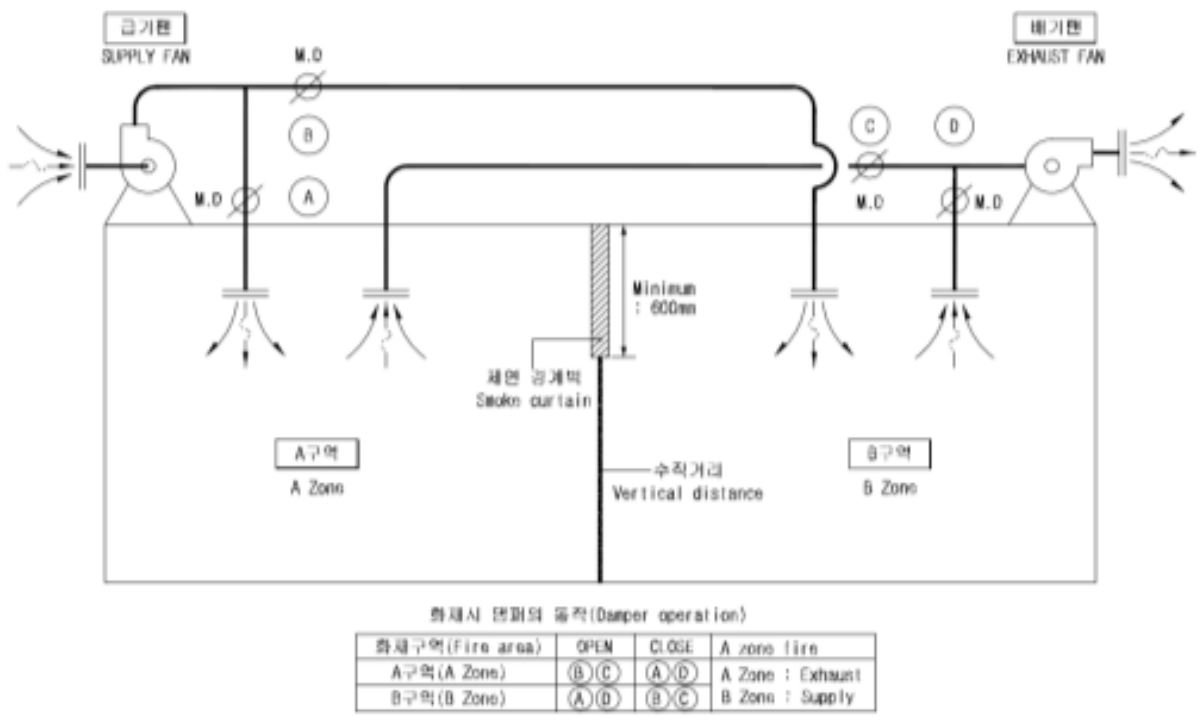 급기팬
SUPPLY FAN
배기팬
EXHAUST FAN
M.D
B
A
M.D
C
D
M.D
M.D
Minimum
: 600mm
제연 경계벽
Smoke curtain
A구역
A Zone
수직거리
Vertical distance
B구역
B Zone
화재시 댐퍼의 동작(Damper operation)
화재구역(Fire area) OPEN CLOSE A zone fire
A구역(A Zone) B C A D A Zone : Exhaust
B구역(B Zone) A D B C B Zone : Supply